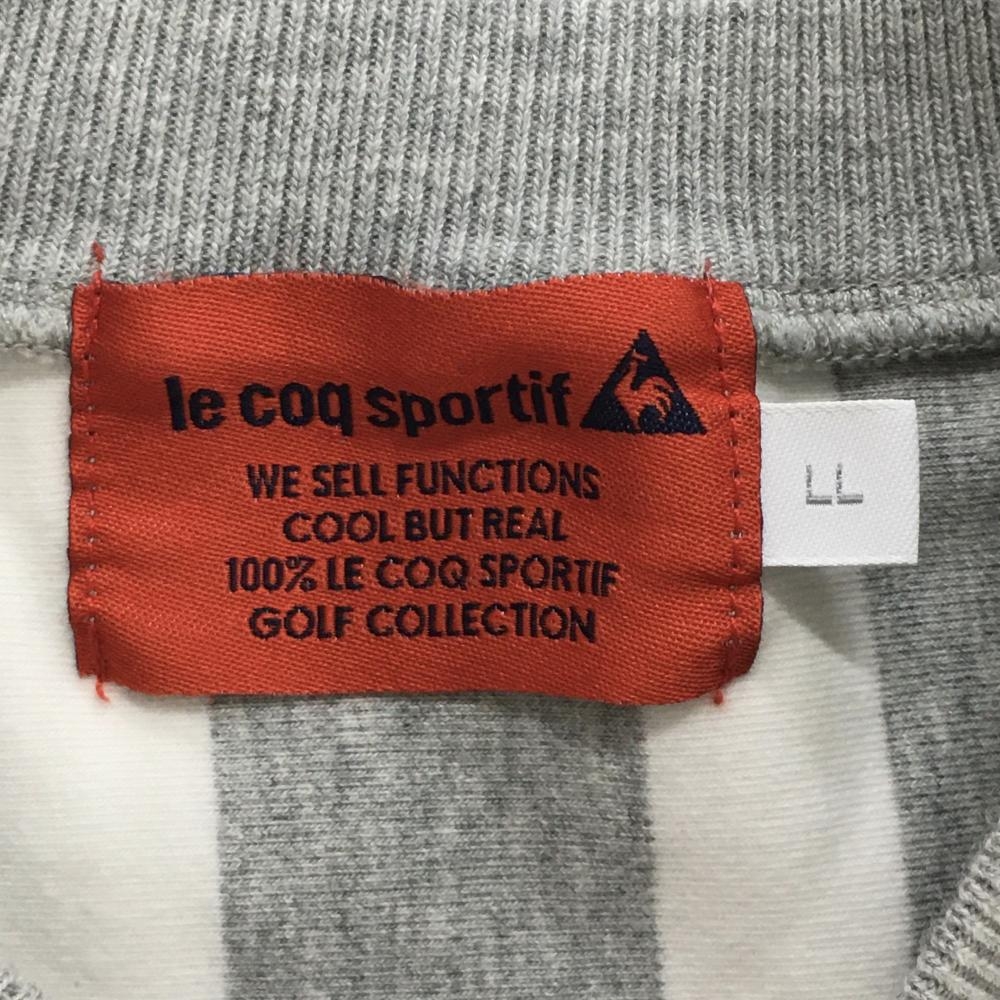 le coq sportif
WE SELL FUNCTIONS
COOL BUT REAL
100% LE COQ SPORTIF
GOLF COLLECTION
LL